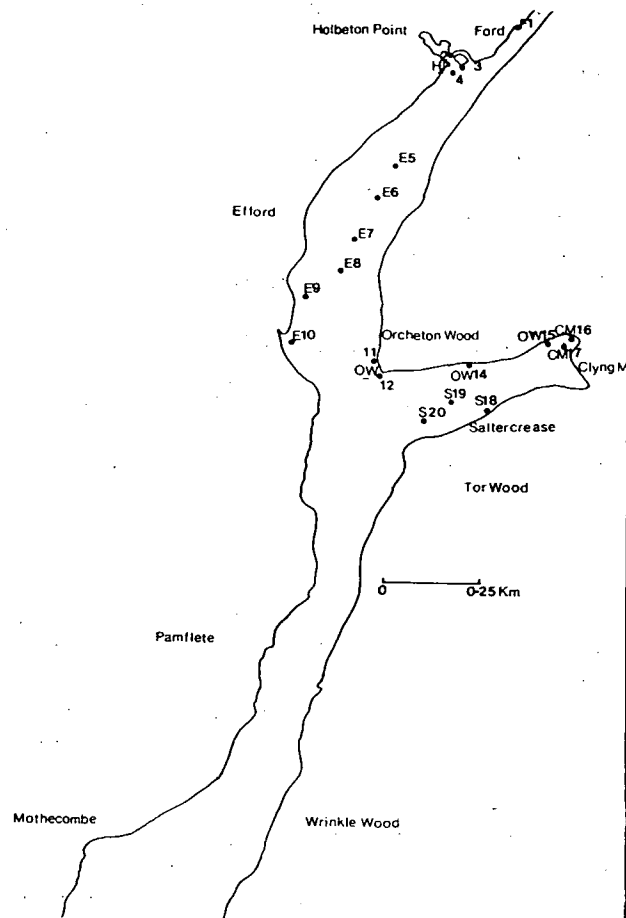 Holbeton Point
Ford
F1
H
3
4
E5
E6
Efford
E7
E8
E9
E10
Orcheton Wood
11
OW
12
OW14
OW15
CM16
CM17
Clyng M
S19
S18
S20
Saltercrease
Tor Wood
0
0·25 Km
Pamflete
Mothecombe
Wrinkle Wood